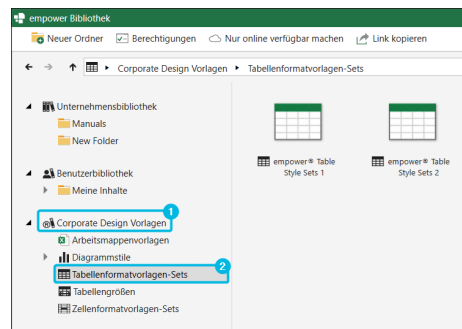 empower Bibliothek
Neuer Ordner Berechtigungen Nur online verfügbar machen Link kopieren
Corporate Design Vorlagen Tabellenformatvorlagen-Sets
Unternehmensbibliothek
Manuals
New Folder
Benutzerbibliothek
Meine Inhalte
1
Corporate Design Vorlagen
Arbeitsmappenvorlagen
Diagrammstile
2
Tabellenformatvorlagen-Sets
Tabellengrößen
Zellenformatvorlagen-Sets
empower® Table
Style Sets 1
empower® Table
Style Sets 2